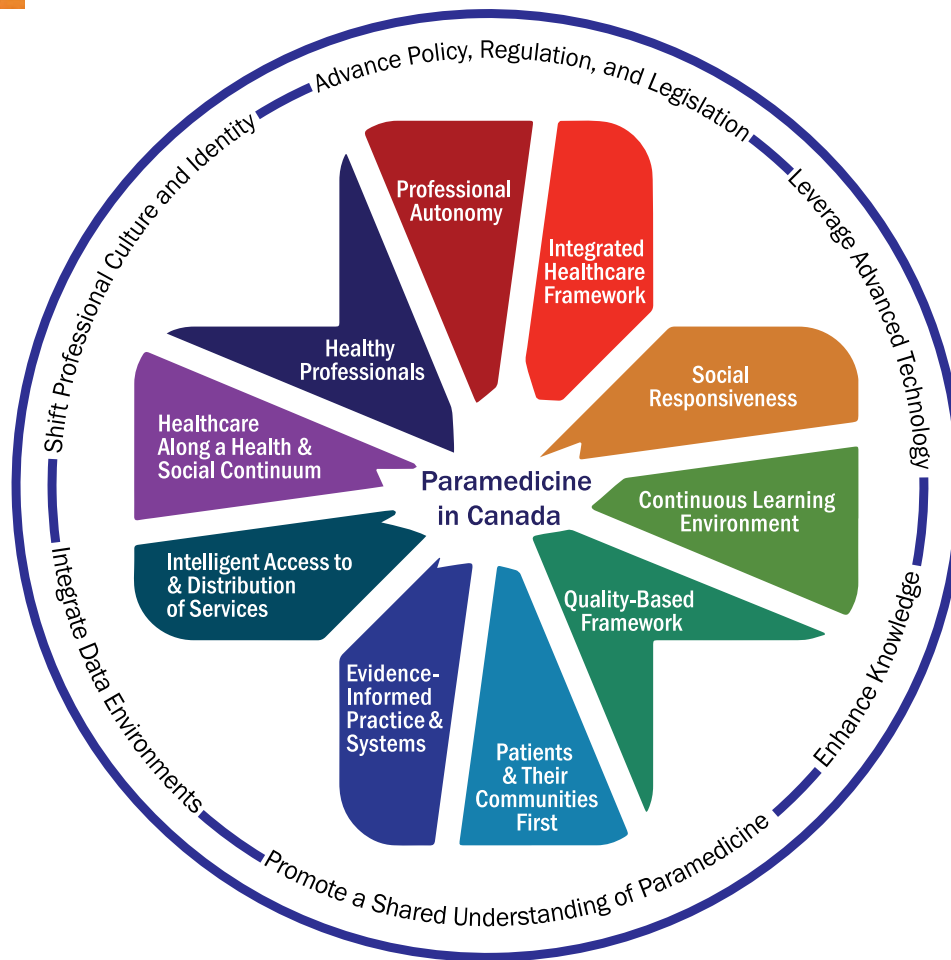 Advance Policy, Regulation, and Legislation
Leverage Advanced Technology
Enhance Knowledge
Promote a Shared Understanding of Paramedicine
Integrate Data Environments
Shift Professional Culture and Identity
Professional
Autonomy
Integrated
Healthcare
Framework
Social
Responsiveness
Continuous Learning
Environment
Quality-Based
Framework
Patients
& Their
Communities
First
Evidence-
Informed
Practice &
Systems
Intelligent Access to
& Distribution
of Services
Healthcare
Along a Health &
Social Continuum
Healthy
Professionals
Paramedicine
in Canada